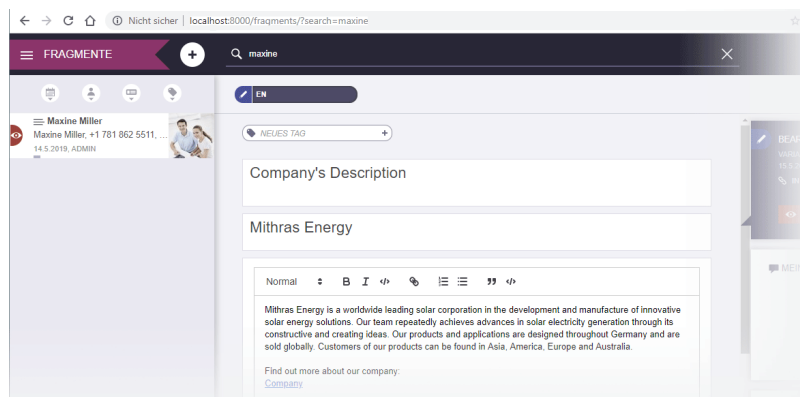 Nicht sicher | localhost:8000/fragments/?search=maxine
FRAGMENTE
maxine
EN
Maxine Miller
Maxine Miller, +1 781 862 5511, ...
14.5.2019, ADMIN
NEUES TAG
Company's Description
Mithras Energy
Normal
Mithras Energy is a worldwide leading solar corporation in the development and manufacture of innovative
solar energy solutions. Our team repeatedly achieves advances in solar electricity generation through its
constructive and creating ideas. Our products and applications are designed throughout Germany and are
sold globally. Customers of our products can be found in Asia, America, Europe and Australia.
Find out more about our company:
Company
BEAR
MEIN